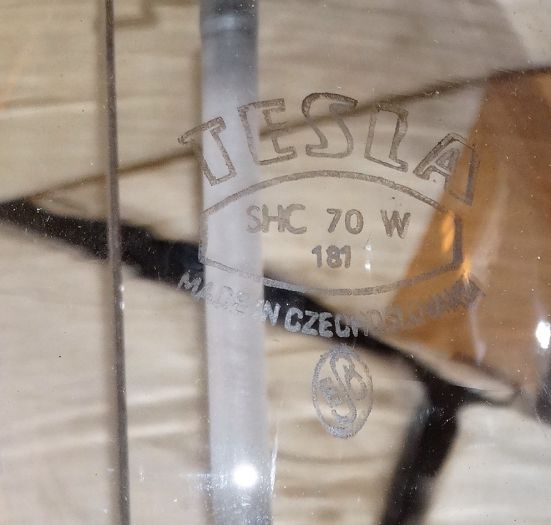 TESLA
SHC 70 W
181
MADE IN CZECHOSLOVAKIA